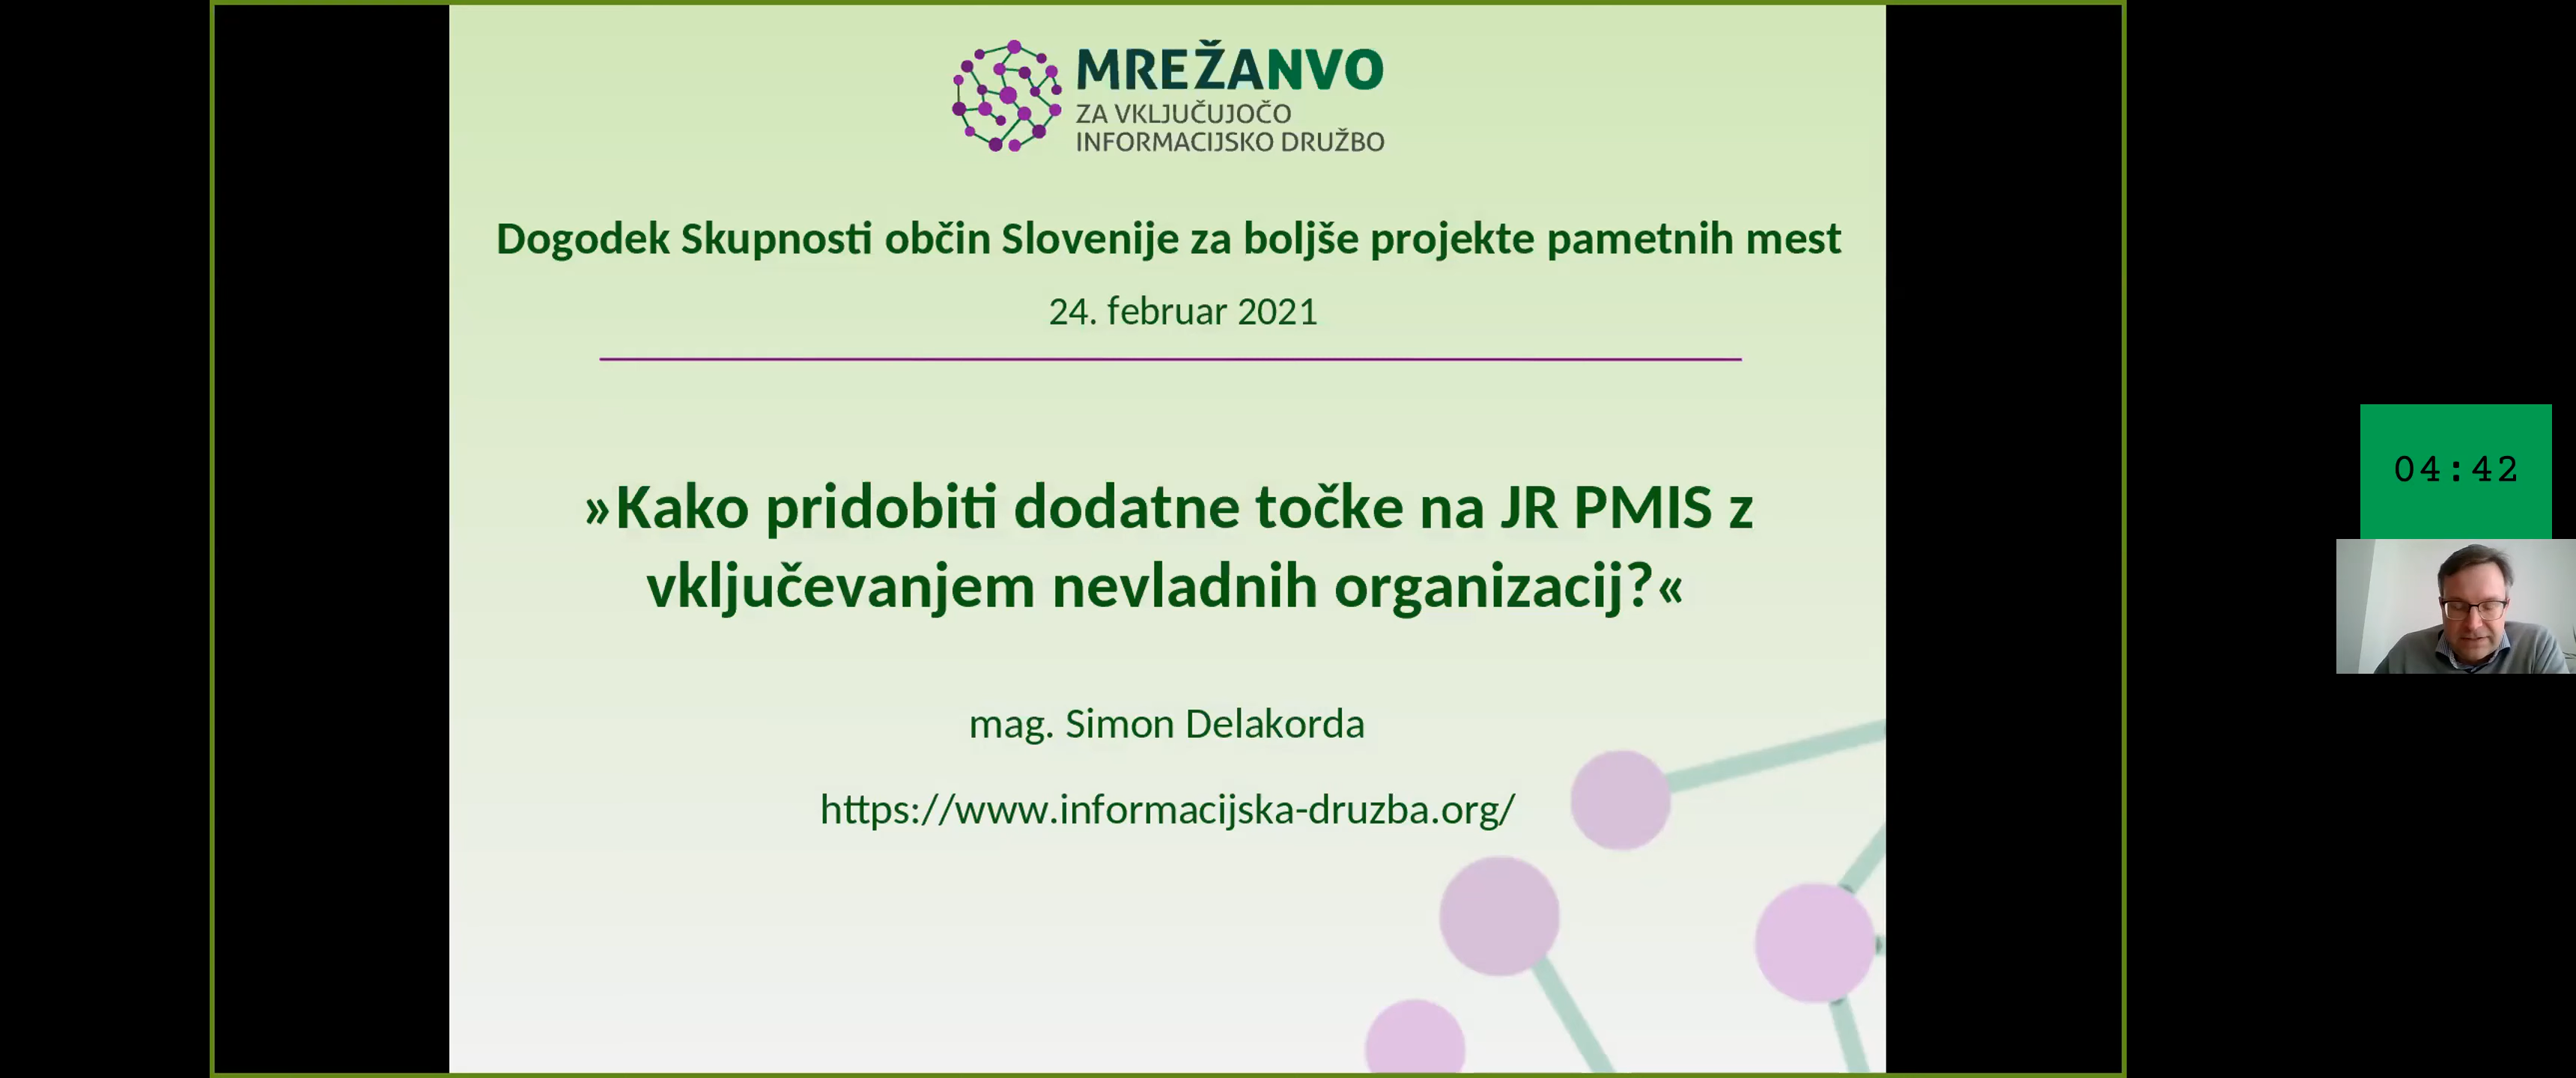 MREŽANVO
ZA VKLJUČUJOČO
INFORMACIJSKO DRUŽBO
Dogodek Skupnosti občin Slovenije za boljše projekte pametnih mest
24. februar 2021
»Kako pridobiti dodatne točke na JR PMIS z
vključevanjem nevladnih organizacij?«
mag. Simon Delakorda
https://www.informacijska-druzba.org/
04:42